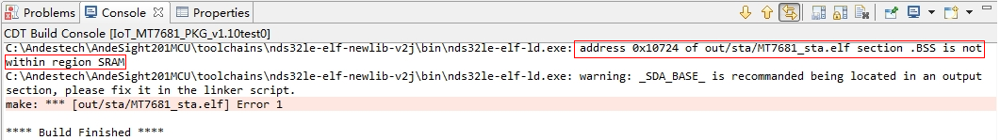 Problems Console Properties
CDT Build Console [IoT_MT7681_PKG_v1.10test0]
C:\Andestech\AndeSight201MCU\toolchains\nds32le-elf-newlib-v2j\bin\nds32le-elf-ld.exe: address 0x10724 of out/sta/MT7681_sta.elf section .BSS is not
within region SRAM
C:\Andestech\AndeSight201MCU\toolchains\nds32le-elf-newlib-v2j\bin\nds32le-elf-ld.exe: warning: _SDA_BASE_ is recommanded being located in an output
section, please fix it in the linker script.
make: *** [out/sta/MT7681_sta.elf] Error 1
**** Build Finished ****